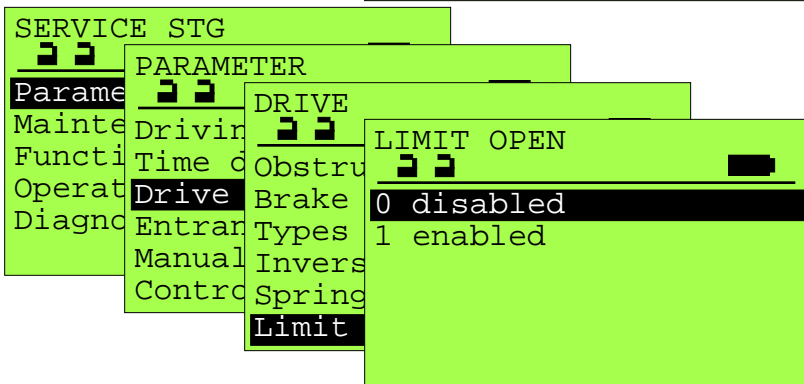 SERVICE STG
Parame
Mainte
Functi
Operat
Diagno
PARAMETER
Drivin
Time d
Drive
Entran
Manual
Contro
DRIVE
Obstru
Brake
Types
Invers
Spring
Limit
LIMIT OPEN
0 disabled
1 enabled